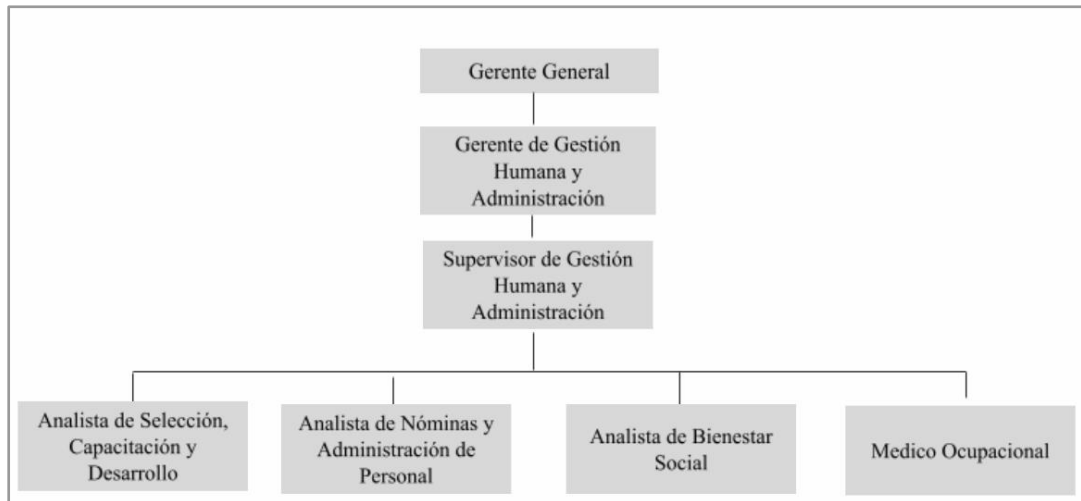 Gerente General
Gerente de Gestión
Humana y
Administración
Supervisor de Gestión
Humana y
Administración
Analista de Selección,
Capacitación y
Desarrollo
Analista de Nóminas y
Administración de
Personal
Analista de Bienestar
Social
Medico Ocupacional